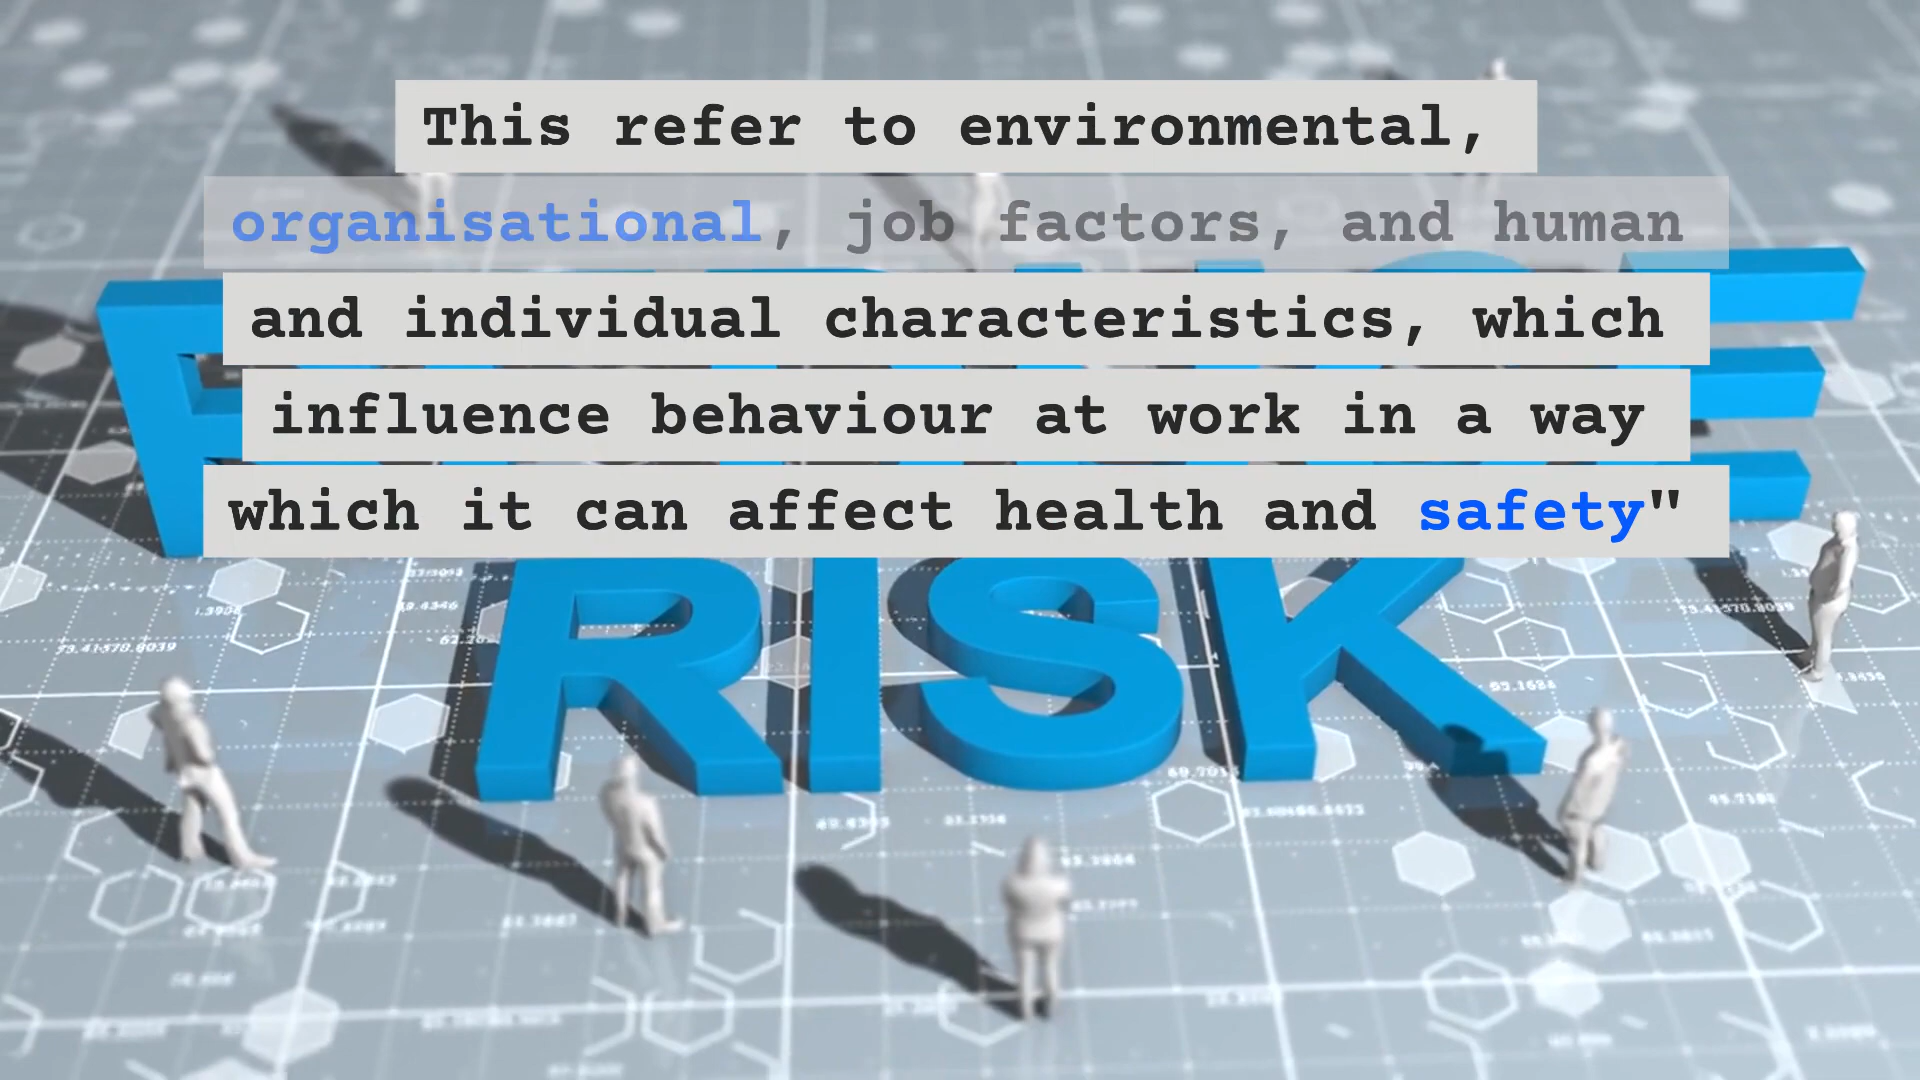 This refer to environmental,
organisational, job factors, and human
and individual characteristics, which
influence behaviour at work in a way
which it can affect health and safety"
RISK